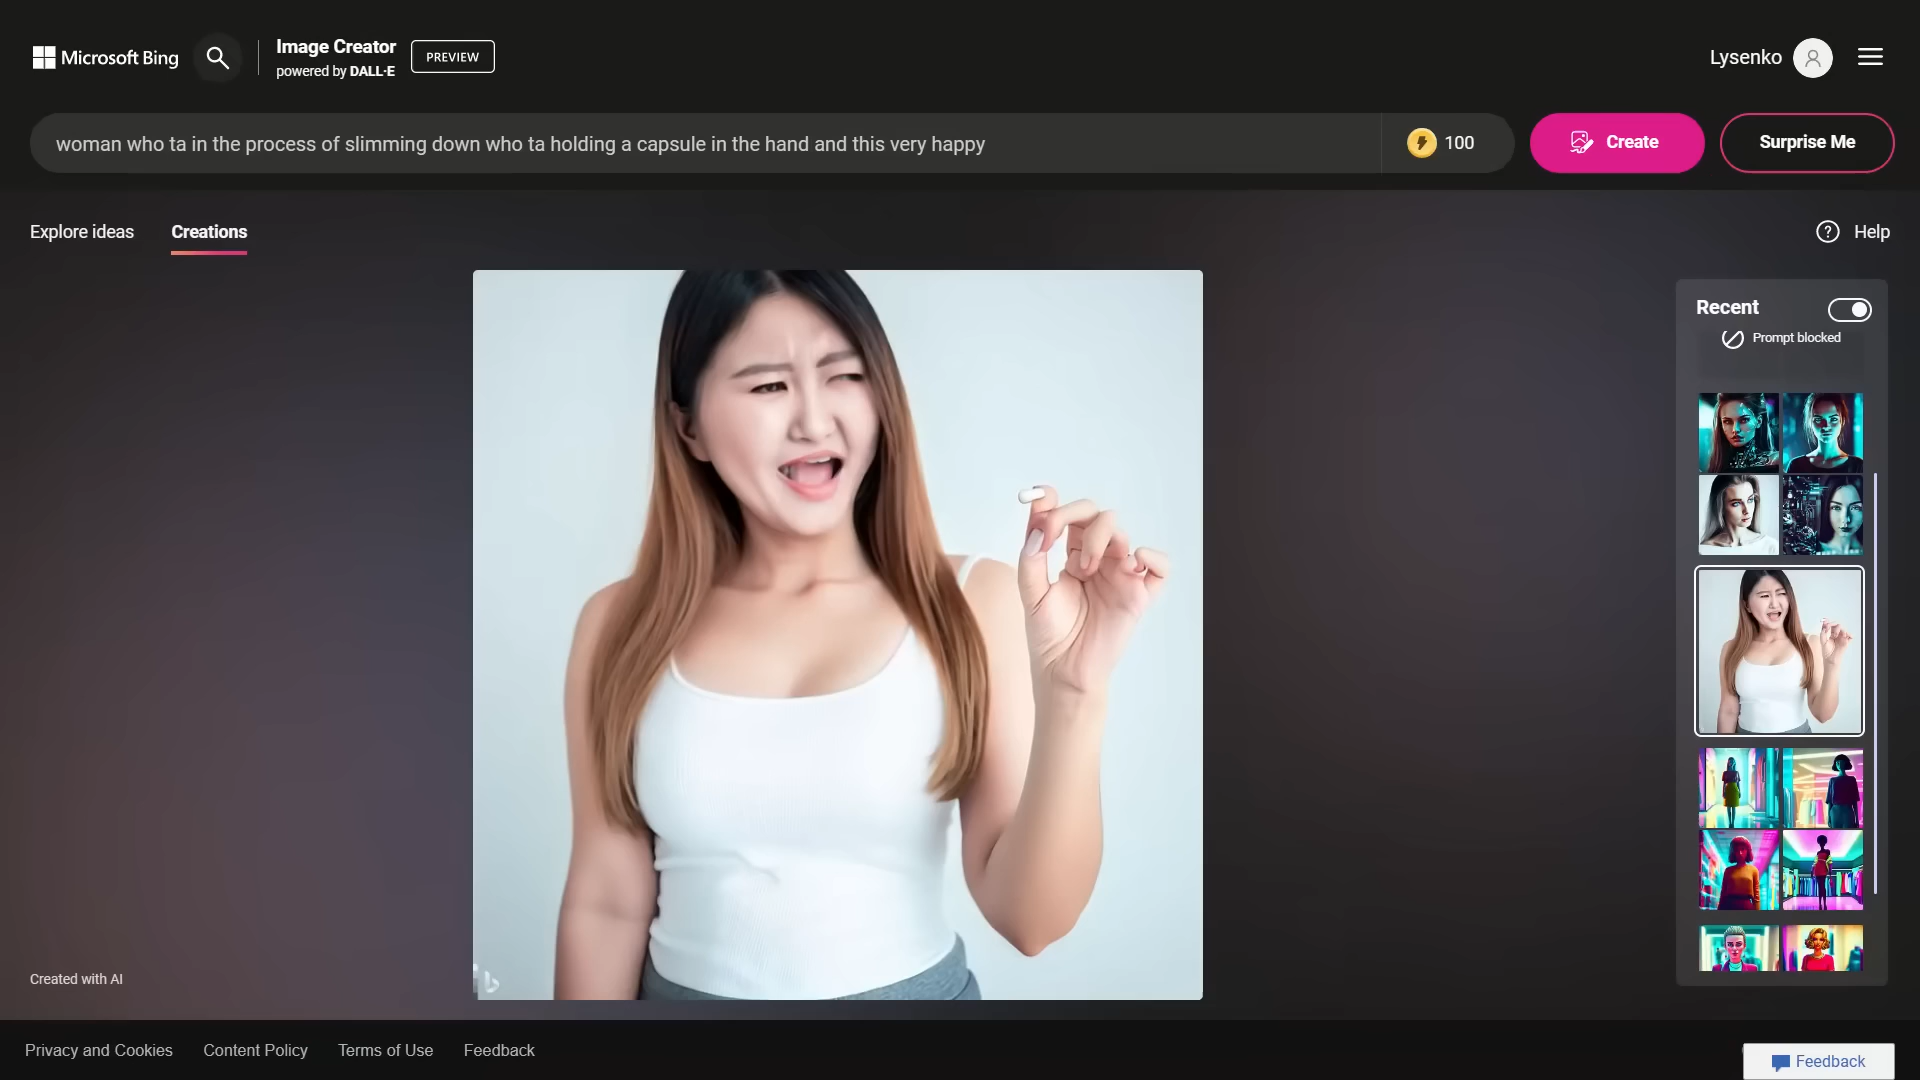 Microsoft Bing
Image Creator
powered by DALL·E
PREVIEW
Lysenko
woman who ta in the process of slimming down who ta holding a capsule in the hand and this very happy
100
Create
Surprise Me
Explore ideas
Creations
Help
Recent
Prompt blocked
Created with AI
Privacy and Cookies
Content Policy
Terms of Use
Feedback
Feedback